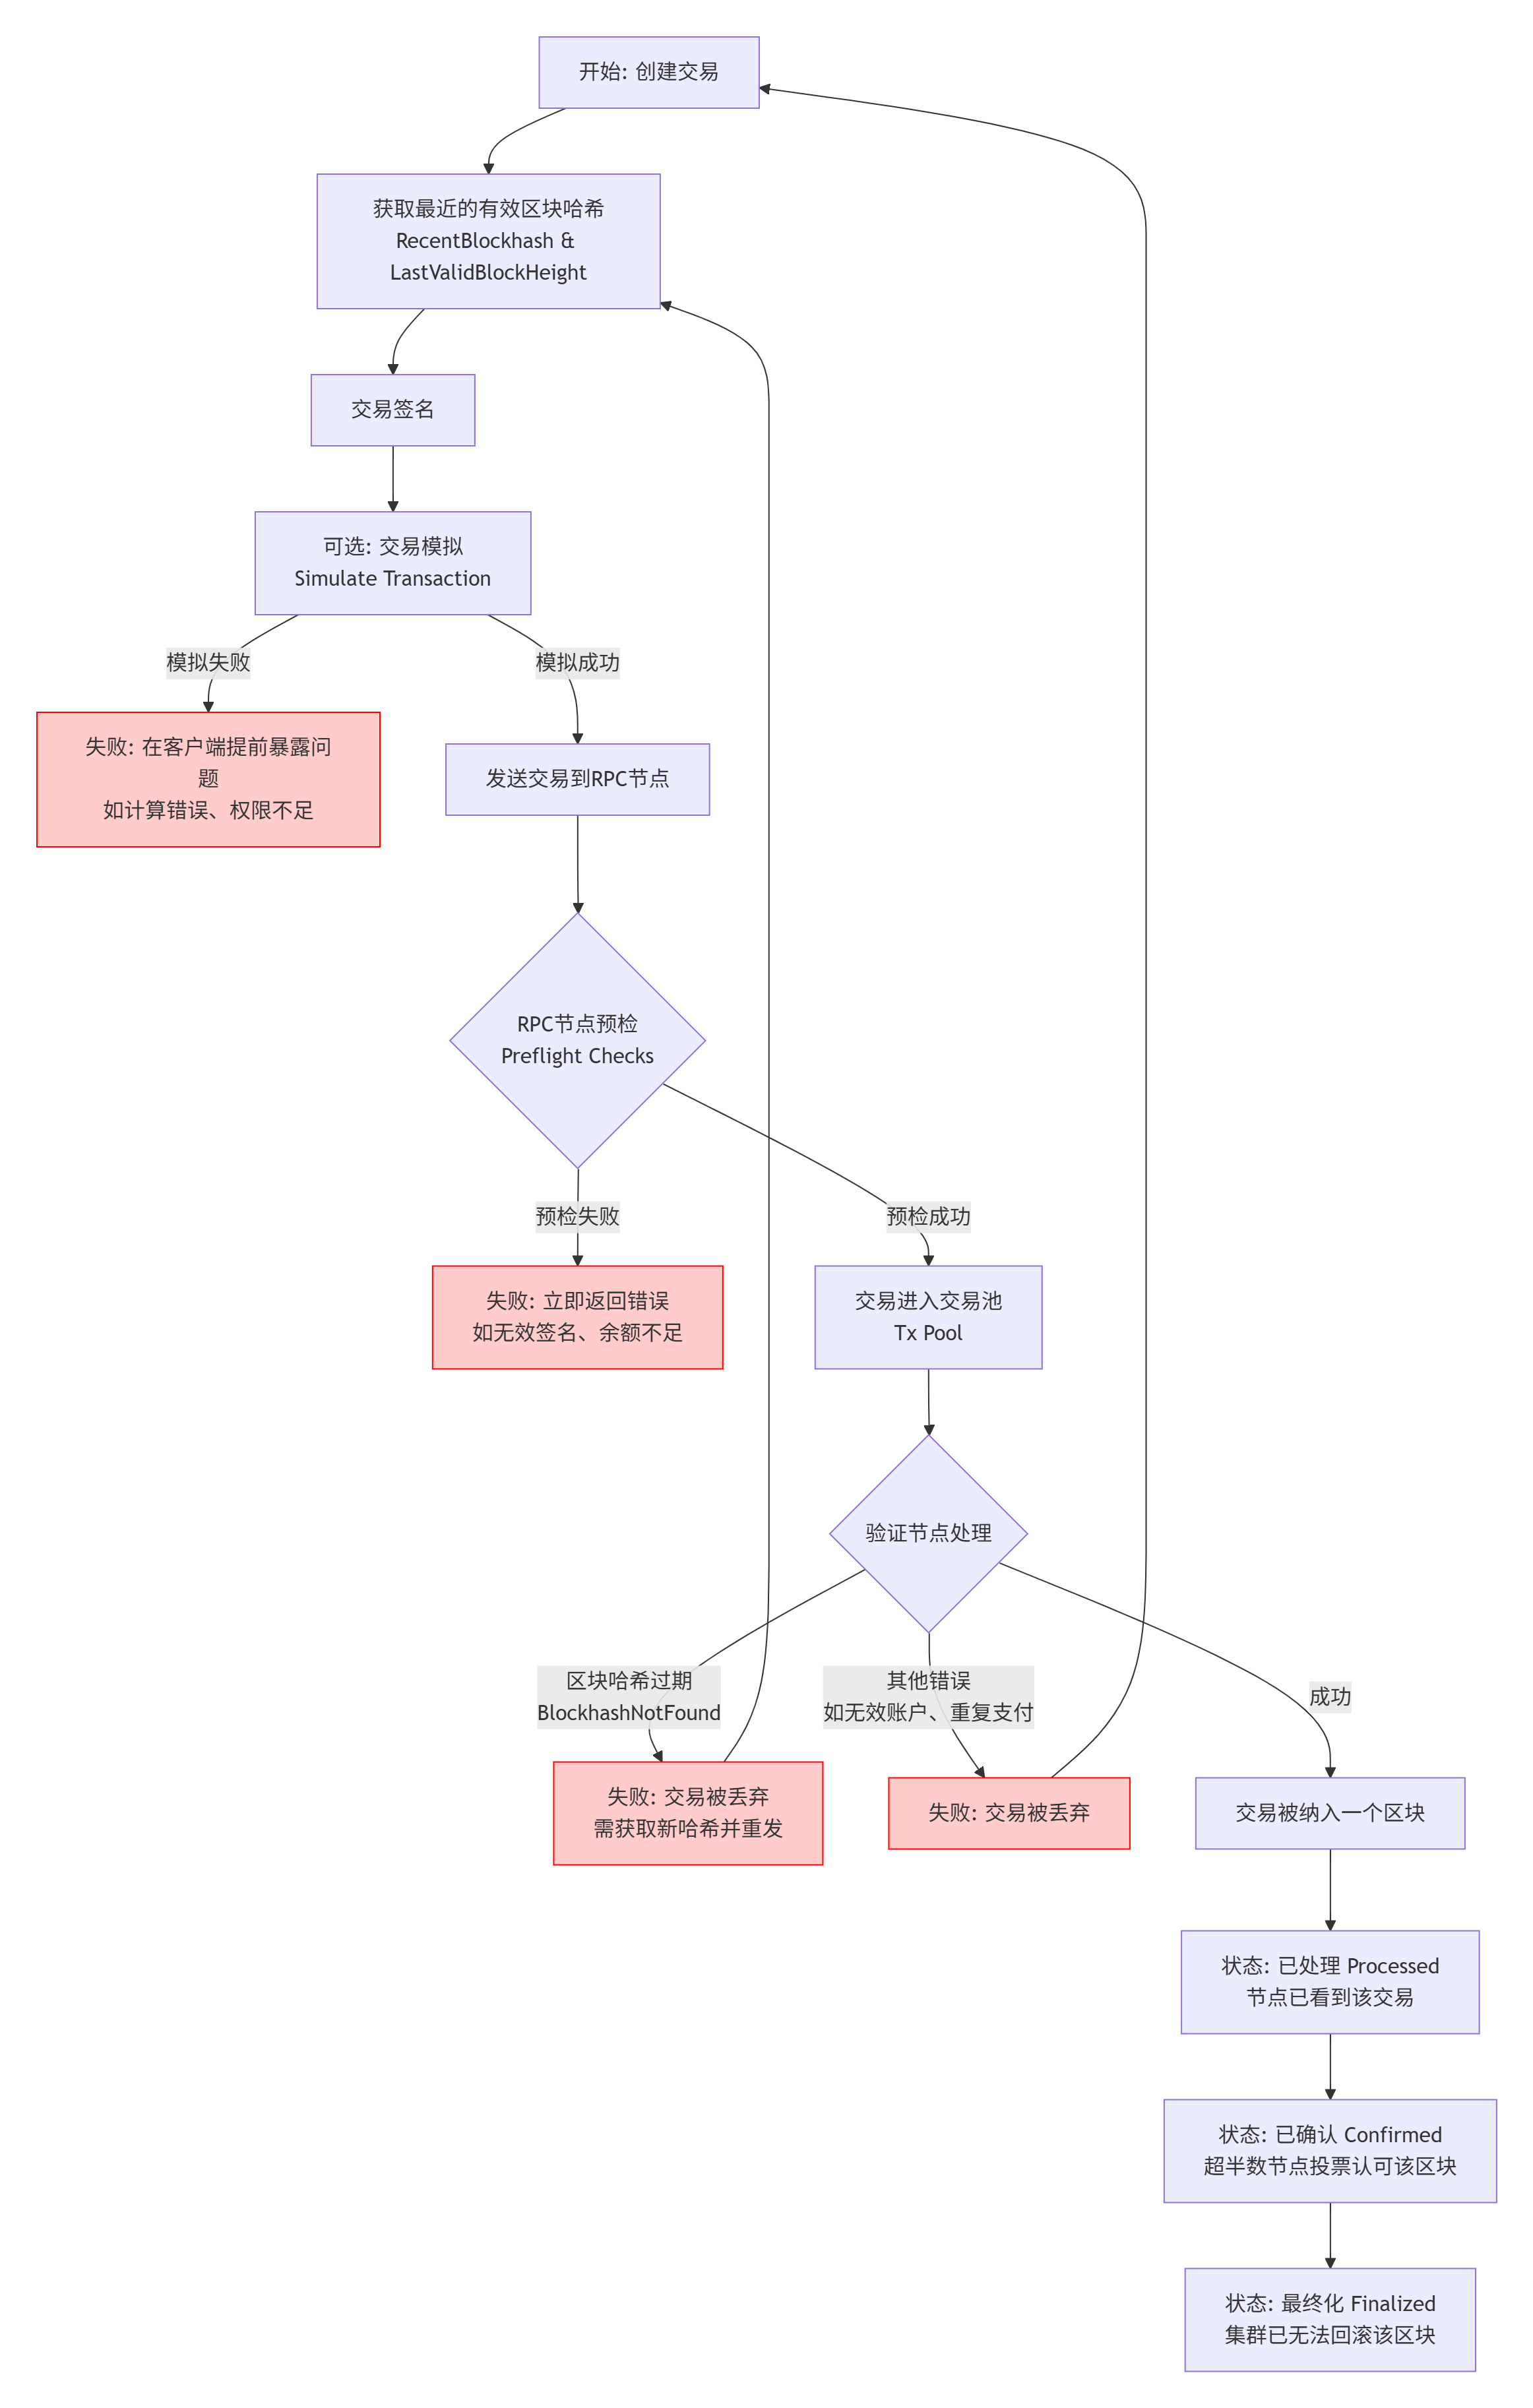 开始: 创建交易
获取最近的有效区块哈希
RecentBlockhash &
LastValidBlockHeight
交易签名
可选: 交易模拟
Simulate Transaction
模拟失败
模拟成功
失败: 在客户端提前暴露问
题
如计算错误、权限不足
发送交易到RPC节点
RPC节点预检
Preflight Checks
预检失败
预检成功
失败: 立即返回错误
如无效签名、余额不足
交易进入交易池
Tx Pool
验证节点处理
区块哈希过期
BlockhashNotFound
其他错误
如无效账户、重复支付
成功
失败: 交易被丢弃
需获取新哈希并重发
失败: 交易被丢弃
交易被纳入一个区块
状态: 已处理 Processed
节点已看到该交易
状态: 已确认 Confirmed
超半数节点投票认可该区块
状态: 最终化 Finalized
集群已无法回滚该区块